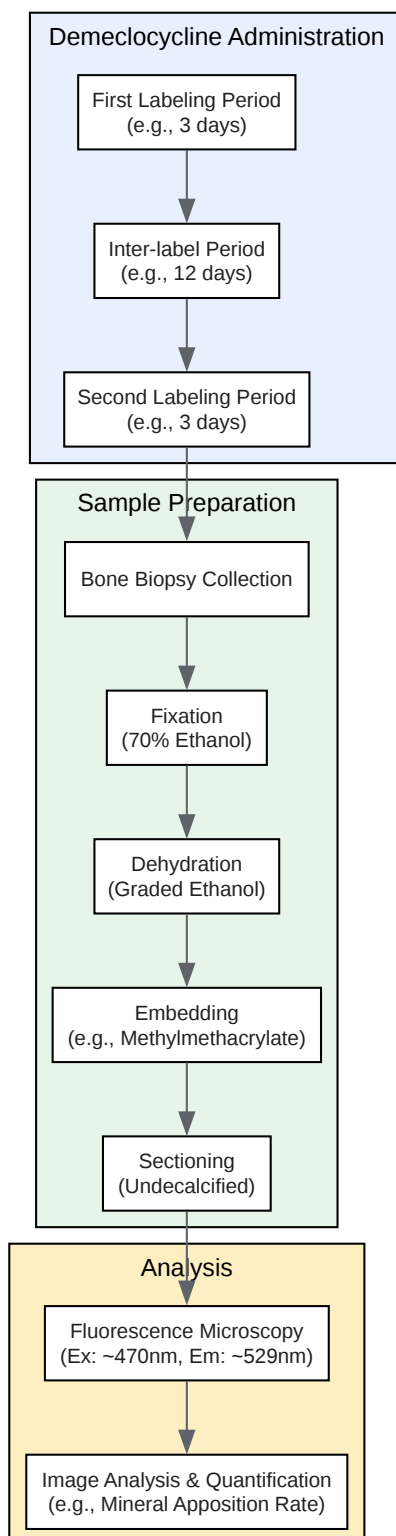 Demeclocycline Administration
First Labeling Period
(e.g., 3 days)
Inter-label Period
(e.g., 12 days)
Second Labeling Period
(e.g., 3 days)
Sample Preparation
Bone Biopsy Collection
Fixation
(70% Ethanol)
Dehydration
(Graded Ethanol)
Embedding
(e.g., Methylmethacrylate)
Sectioning
(Undecalcified)
Analysis
Fluorescence Microscopy
(Ex: ~470nm, Em: ~529nm)
Image Analysis & Quantification
(e.g., Mineral Apposition Rate)